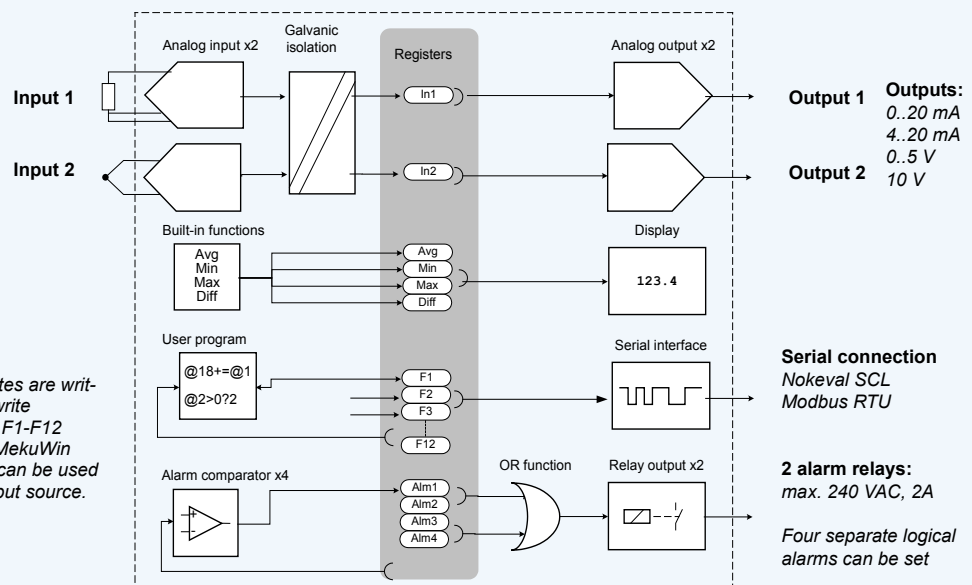 Galvanic
isolation
Analog input x2
Registers
Analog output x2
Input 1
In1
Output 1
Outputs:
0..20 mA
4..20 mA
0..5 V
10 V
Input 2
In2
Output 2
Built-in functions
Avg
Min
Max
Diff
Avg
Min
Max
Diff
Display
123.4
User program
@18+=@1
@2>0?2
F1
F2
F3
F12
Serial interface
Serial connection
Nokeval SCL
Modbus RTU
tes are writ-
write
F1-F12
MekuWin
can be used
out source.
Alarm comparator x4
+
-
Alm1
Alm2
Alm3
Alm4
OR function
Relay output x2
2 alarm relays:
max. 240 VAC, 2A
Four separate logical
alarms can be set